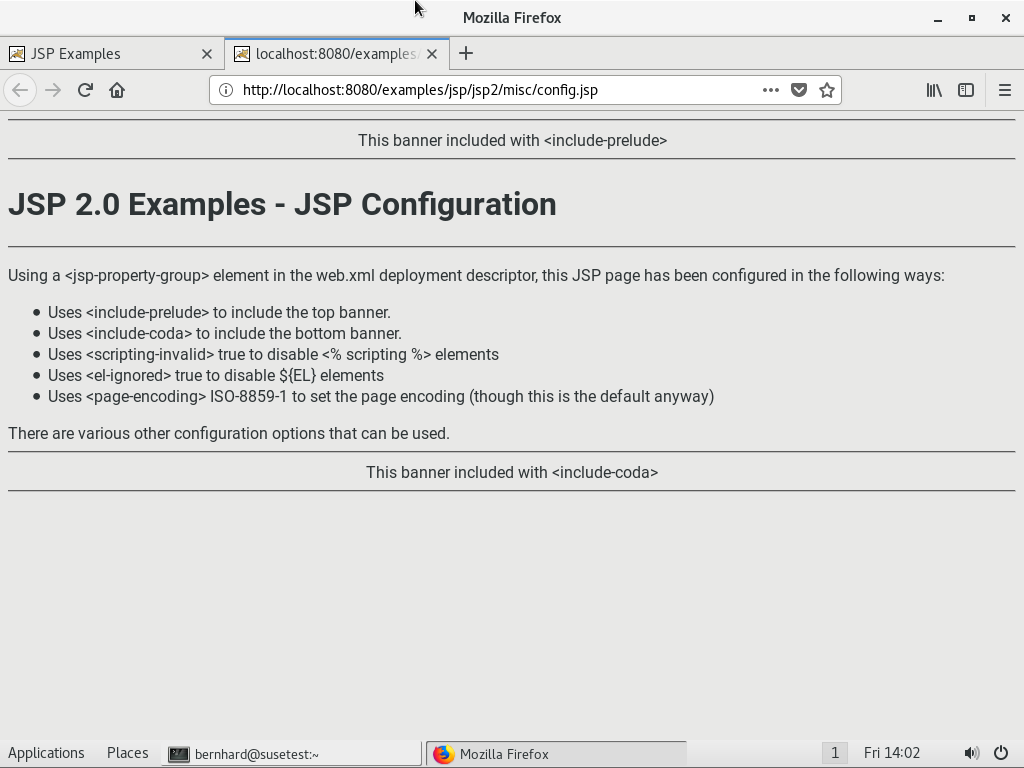 Mozilla Firefox
JSP Examples
localhost:8080/examples/
http://localhost:8080/examples/jsp/jsp2/misc/config.jsp
This banner included with <include-prelude>
JSP 2.0 Examples - JSP Configuration
Using a <jsp-property-group> element in the web.xml deployment descriptor, this JSP page has been configured in the following ways:
• Uses <include-prelude> to include the top banner.
• Uses <include-coda> to include the bottom banner.
• Uses <scripting-invalid> true to disable <% scripting %> elements
• Uses <el-ignored> true to disable ${EL} elements
• Uses <page-encoding> ISO-8859-1 to set the page encoding (though this is the default anyway)
There are various other configuration options that can be used.
This banner included with <include-coda>
Applications Places bernhard@susetest:~ Mozilla Firefox 1 Fri 14:02